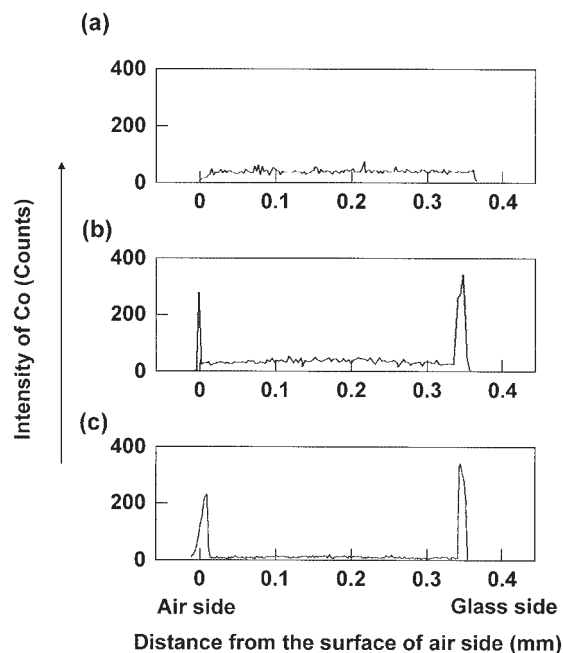 (a)
400
200
0
0 0.1 0.2 0.3 0.4
(b)
400
200
0
0 0.1 0.2 0.3 0.4
(c)
400
200
0
0 0.1 0.2 0.3 0.4
Air side Glass side
Distance from the surface of air side (mm)
Intensity of Co (Counts)